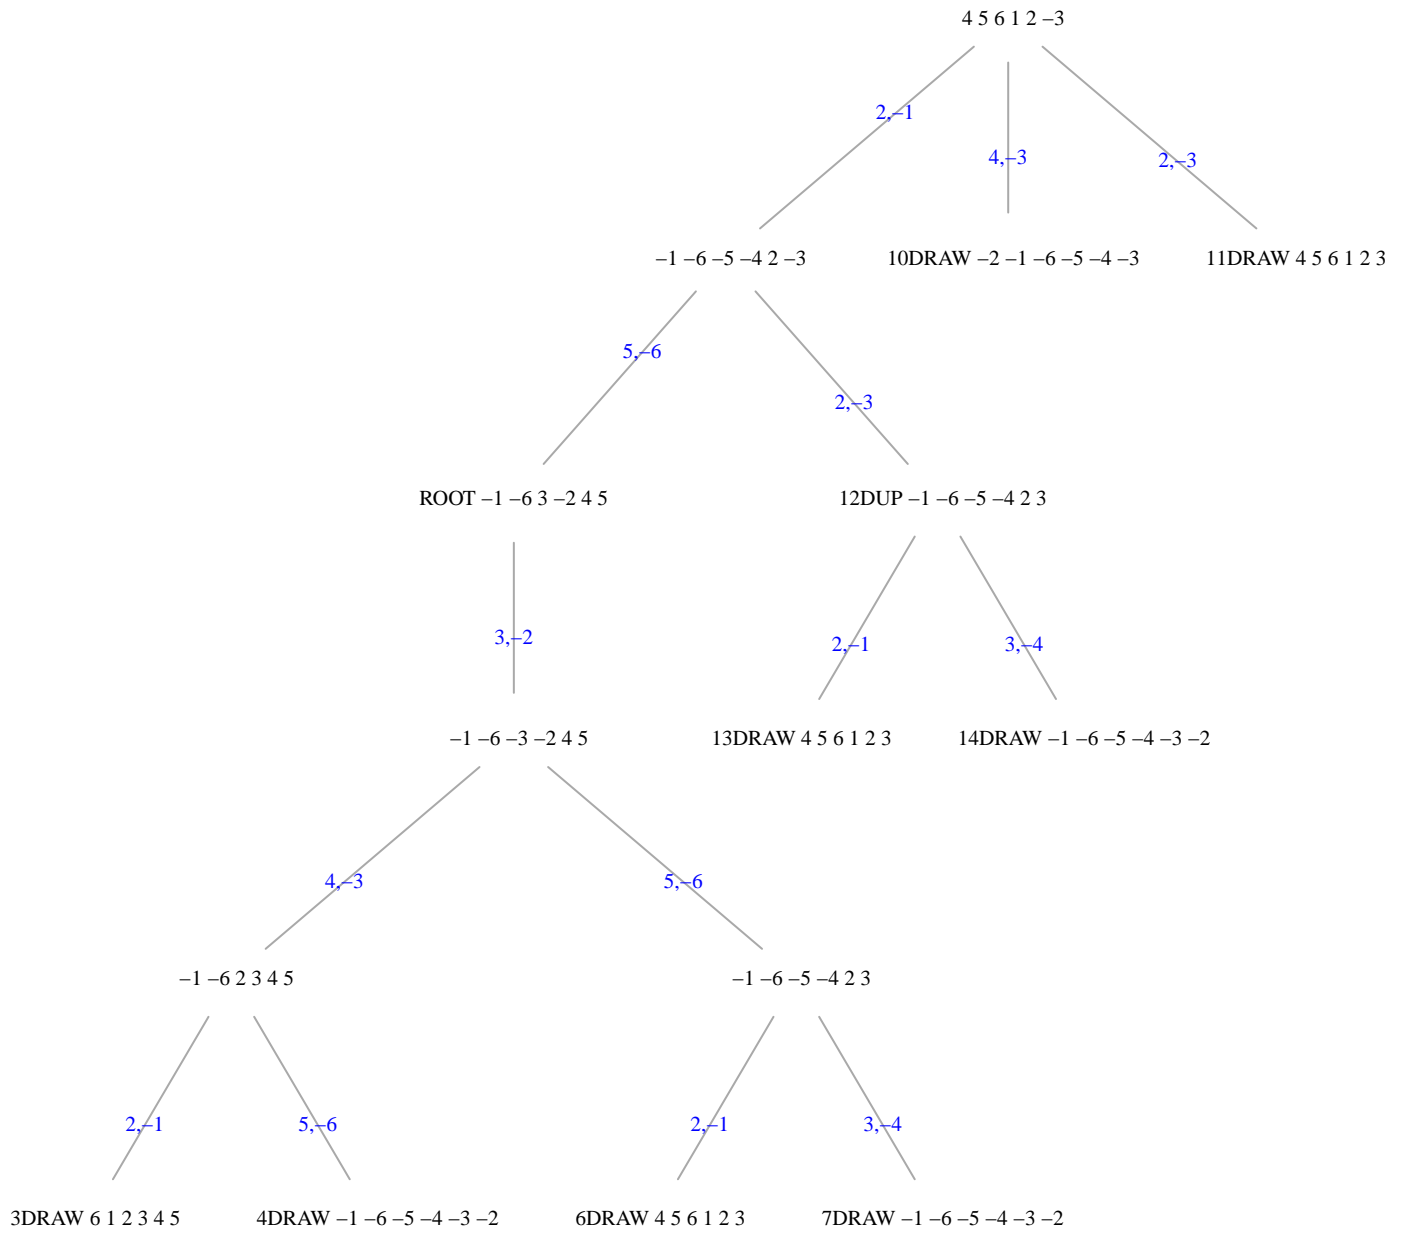 4 5 6 1 2 –3
2,–1
4,–3
2,–3
–1 –6 –5 –4 2 –3
10DRAW –2 –1 –6 –5 –4 –3
11DRAW 4 5 6 1 2 3
5,–6
2,–3
ROOT –1 –6 3 –2 4 5
12DUP –1 –6 –5 –4 2 3
3,–2
2,–1
3,–4
–1 –6 –3 –2 4 5
13DRAW 4 5 6 1 2 3
14DRAW –1 –6 –5 –4 –3 –2
4,–3
5,–6
–1 –6 2 3 4 5
–1 –6 –5 –4 2 3
2,–1
5,–6
2,–1
3,–4
3DRAW 6 1 2 3 4 5
4DRAW –1 –6 –5 –4 –3 –2
6DRAW 4 5 6 1 2 3
7DRAW –1 –6 –5 –4 –3 –2